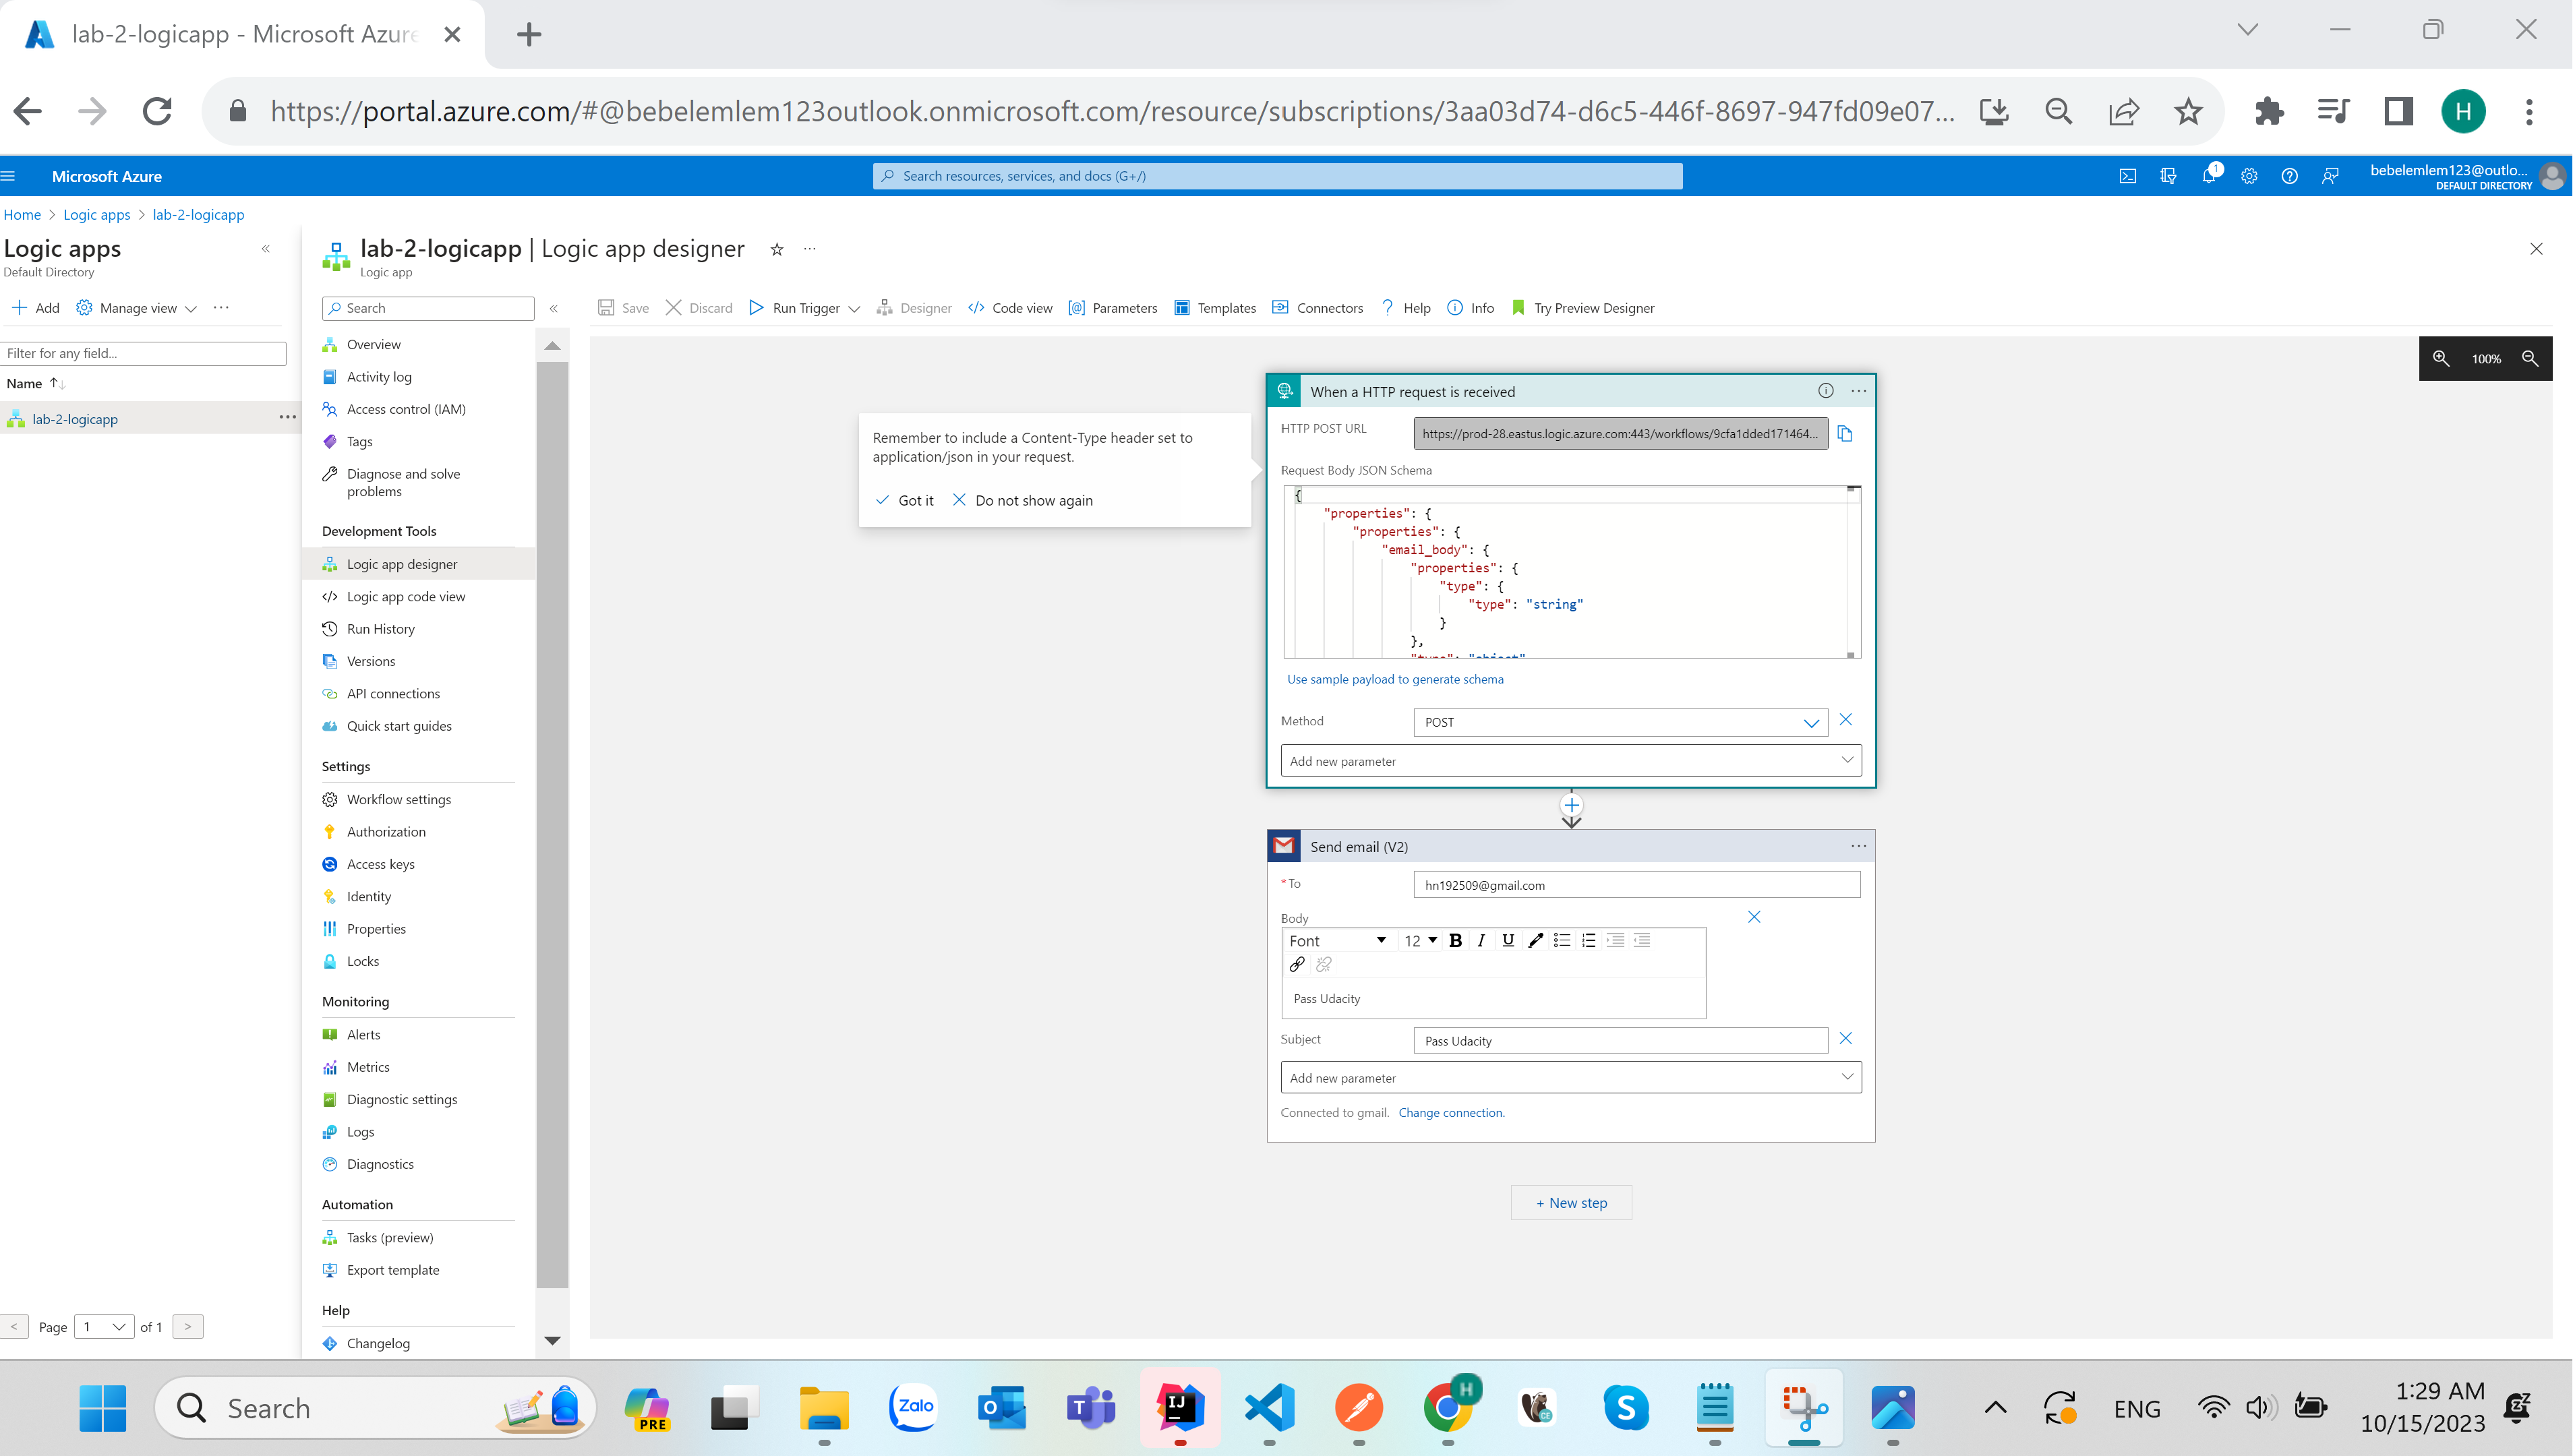 lab-2-logicapp - Microsoft Azure
https://portal.azure.com/#@bebelemlem123outlook.onmicrosoft.com/resource/subscriptions/3aa03d74-d6c5-446f-8697-947fd09e07...
H
Microsoft Azure
Search resources, services, and docs (G+/)
1
bebelemlem123@outlo...
DEFAULT DIRECTORY
Home > Logic apps > lab-2-logicapp
Logic apps
Default Directory
Add
Manage view
Filter for any field...
Name
lab-2-logicapp
Page 1 of 1
lab-2-logicapp | Logic app designer
Logic app
Search
Overview
Activity log
Access control (IAM)
Tags
Diagnose and solve
problems
Development Tools
Logic app designer
Logic app code view
Run History
Versions
API connections
Quick start guides
Settings
Workflow settings
Authorization
Access keys
Identity
Properties
Locks
Monitoring
Alerts
Metrics
Diagnostic settings
Logs
Diagnostics
Automation
Tasks (preview)
Export template
Help
Changelog
Save Discard Run Trigger Designer Code view Parameters Templates Connectors Help Info Try Preview Designer
100%
Remember to include a Content-Type header set to
application/json in your request.
Got it Do not show again
When a HTTP request is received
HTTP POST URL
https://prod-28.eastus.logic.azure.com:443/workflows/9cfa1dded171464...
Request Body JSON Schema
{
"properties": {
"properties": {
"email_body": {
"properties": {
"type": {
"type": "string"
}
},
"type": "object"
Use sample payload to generate schema
Method POST
Add new parameter
Send email (V2)
* To hn192509@gmail.com
Body
Font 12 B I U
Pass Udacity
Subject Pass Udacity
Add new parameter
Connected to gmail. Change connection.
+ New step
Search
PRE
Zalo
O
T
IJ
H
CE
S
ENG
1:29 AM
10/15/2023